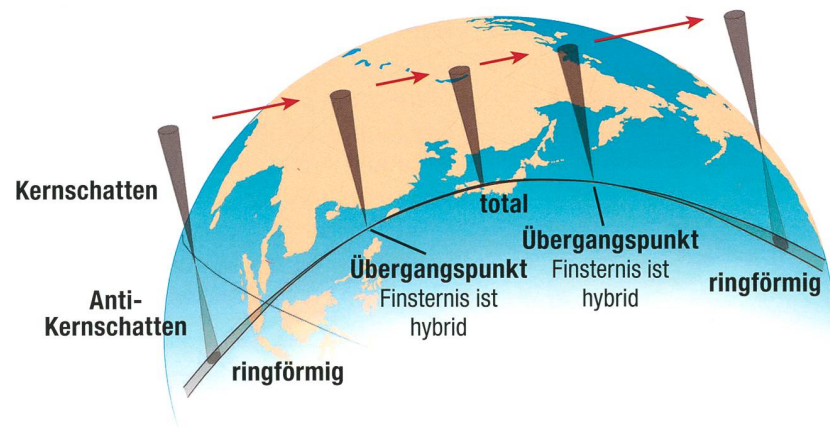 Kernschatten
Anti-
Kernschatten
ringförmig
Übergangspunkt
Finsternis ist
hybrid
total
Übergangspunkt
Finsternis ist
hybrid
ringförmig